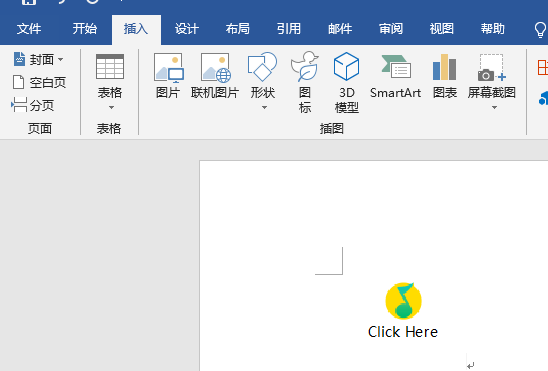 文件 开始 插入 设计 布局 引用 邮件 审阅 视图 帮助
封面
空白页
分页
页面
表格
表格
图片 联机图片 形状 图标 3D模型 SmartArt 图表 屏幕截图
插图
Click Here